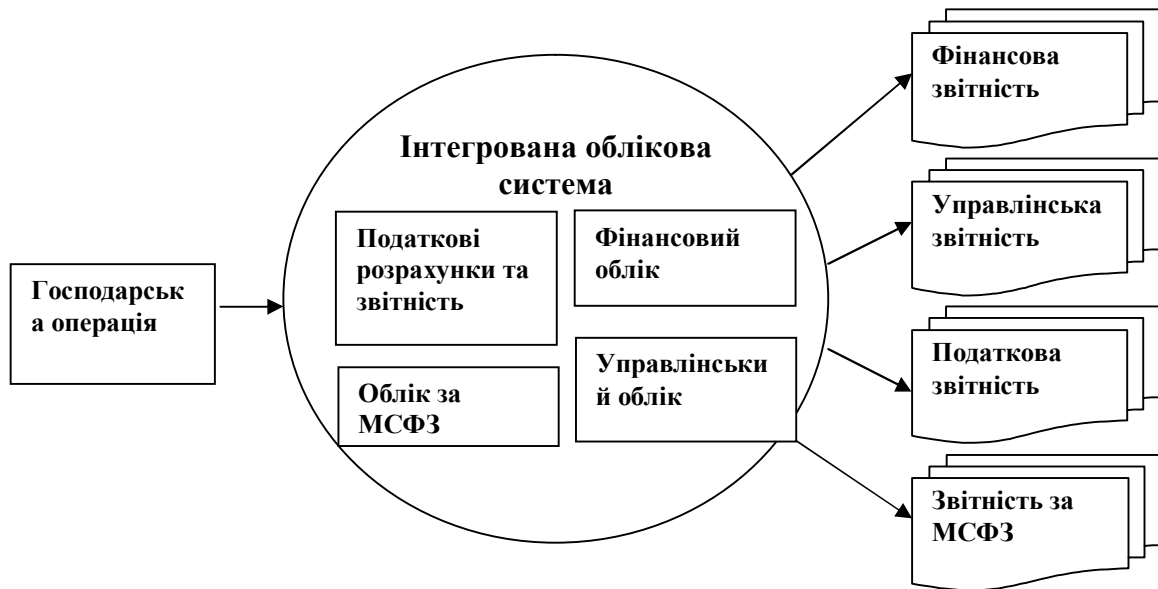 Господарськ
а операція
Інтегрована облікова
система
Податкові
розрахунки та
звітність
Фінансовий
облік
Облік за
МСФЗ
Управлінськи
й облік
Фінансова
звітність
Управлінська
звітність
Податкова
звітність
Звітність за
МСФЗ